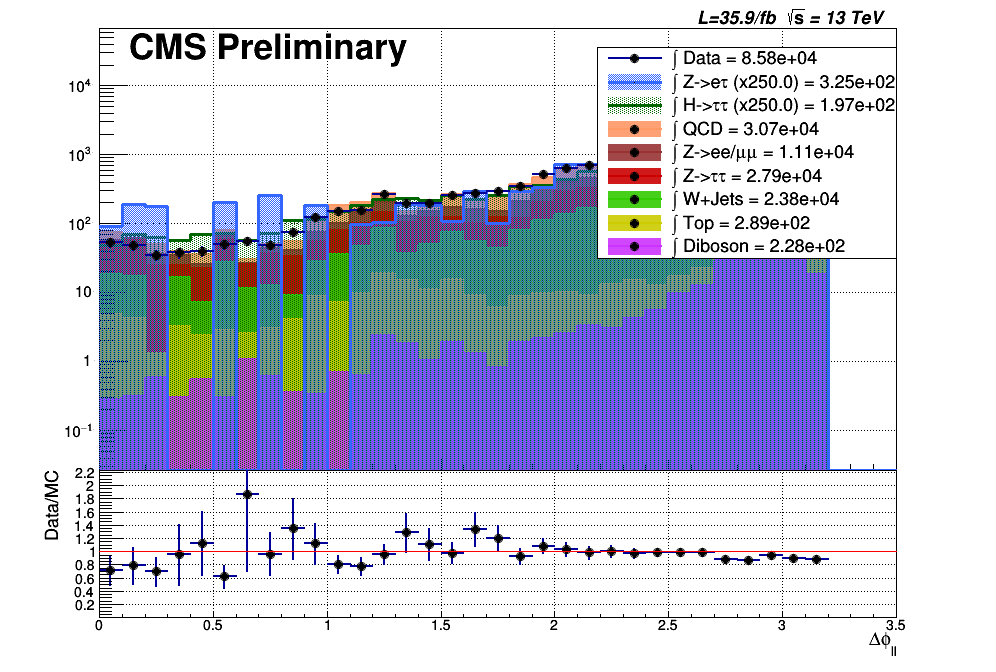 L=35.9/fb √s = 13 TeV
CMS Preliminary
∫ Data = 8.58e+04
∫ Z->eτ (x250.0) = 3.25e+02
∫ H->ττ (x250.0) = 1.97e+02
∫ QCD = 3.07e+04
∫ Z->ee/μμ = 1.11e+04
∫ Z->ττ = 2.79e+04
∫ W+Jets = 2.38e+04
∫ Top = 2.89e+02
∫ Diboson = 2.28e+02
10⁴
10³
10²
10
1
10⁻¹
Data/MC
2.2
2
1.8
1.6
1.4
1.2
1
0.8
0.6
0.4
0.2
0 0.5 1 1.5 2 2.5 3 3.5
Δϕ_ll